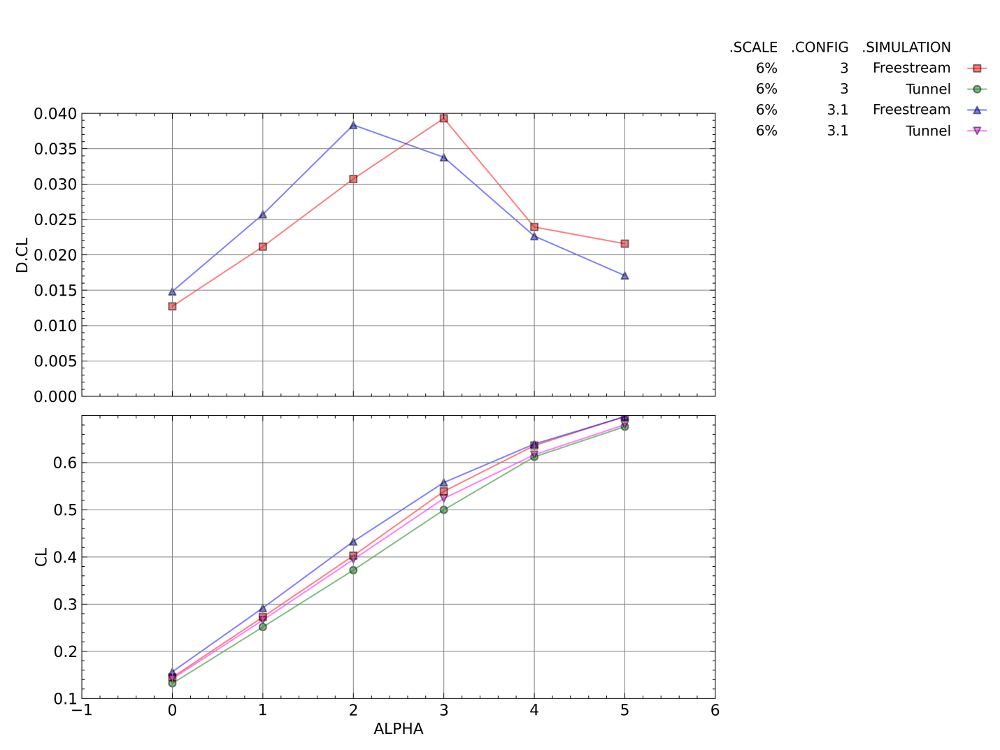 .SCALE .CONFIG .SIMULATION
6% 3 Freestream
6% 3 Tunnel
6% 3.1 Freestream
6% 3.1 Tunnel
0.040
0.035
0.030
0.025
0.020
0.015
0.010
0.005
0.000
D.CL
0.6
0.5
0.4
0.3
0.2
0.1
CL
−1 0 1 2 3 4 5 6
ALPHA